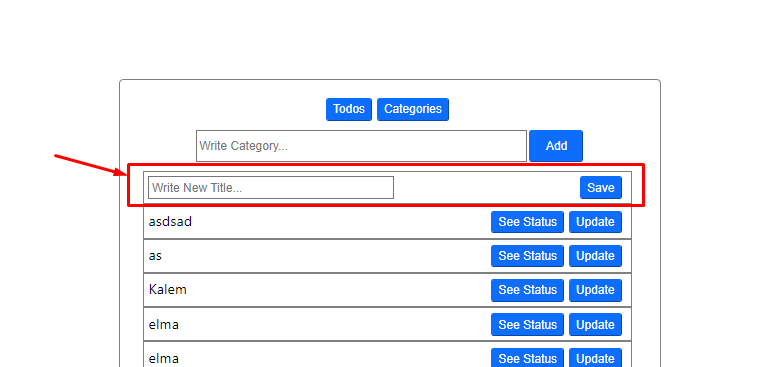 Todos Categories
Write Category... Add
Write New Title... Save
asdsad See Status Update
as See Status Update
Kalem See Status Update
elma See Status Update
elma See Status Update